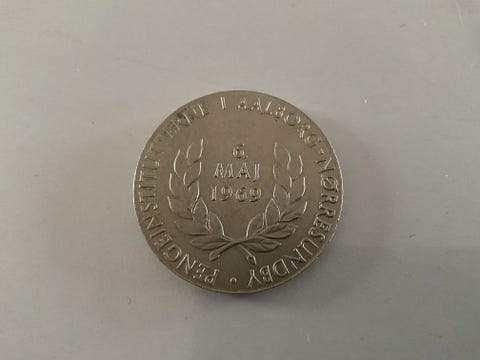 PENGEINSTITUTTERNE I AALBORG-NØRRESUNDBY •
6.
MAJ
1969